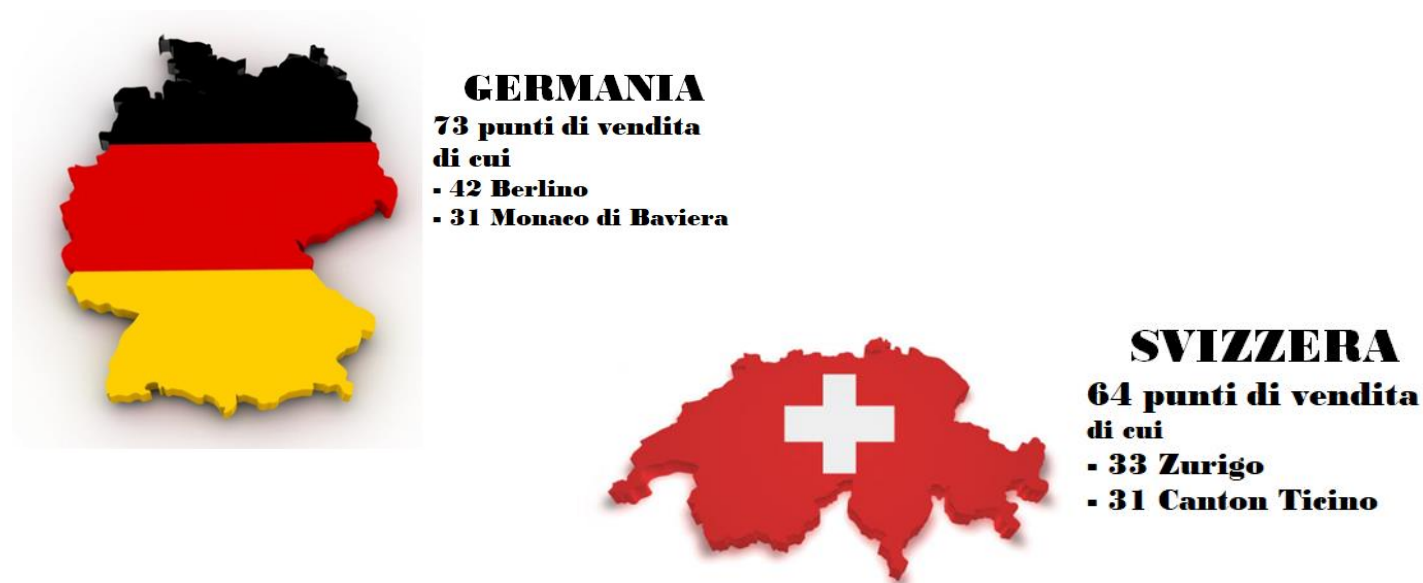 GERMANIA
73 punti di vendita
di cui
- 42 Berlino
- 31 Monaco di Baviera
SVIZZERA
64 punti di vendita
di cui
- 33 Zurigo
- 31 Canton Ticino